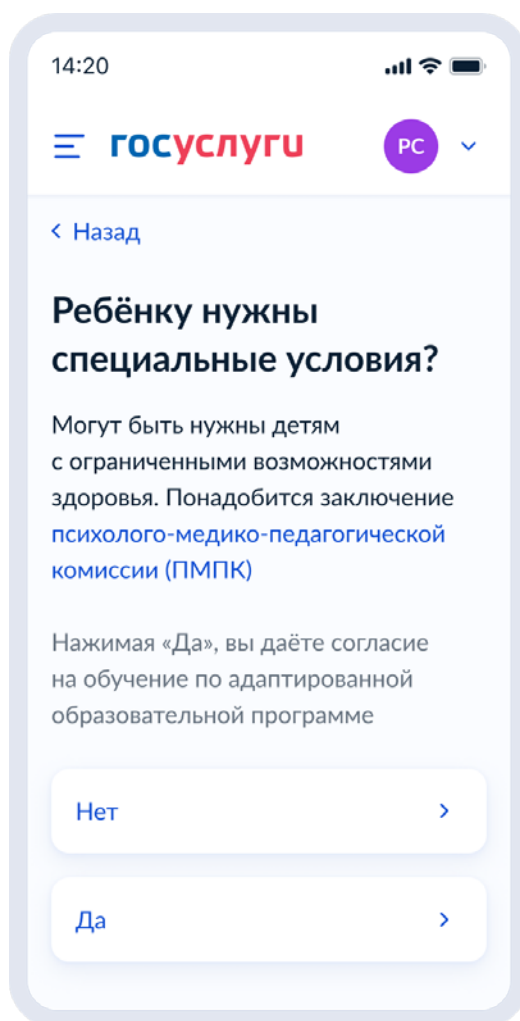 14:20
госуслуги
РС
Назад
Ребёнку нужны
специальные условия?
Могут быть нужны детям
с ограниченными возможностями
здоровья. Понадобится заключение
психолого-медико-педагогической
комиссии (ПМПК)
Нажимая «Да», вы даёте согласие
на обучение по адаптированной
образовательной программе
Нет
Да